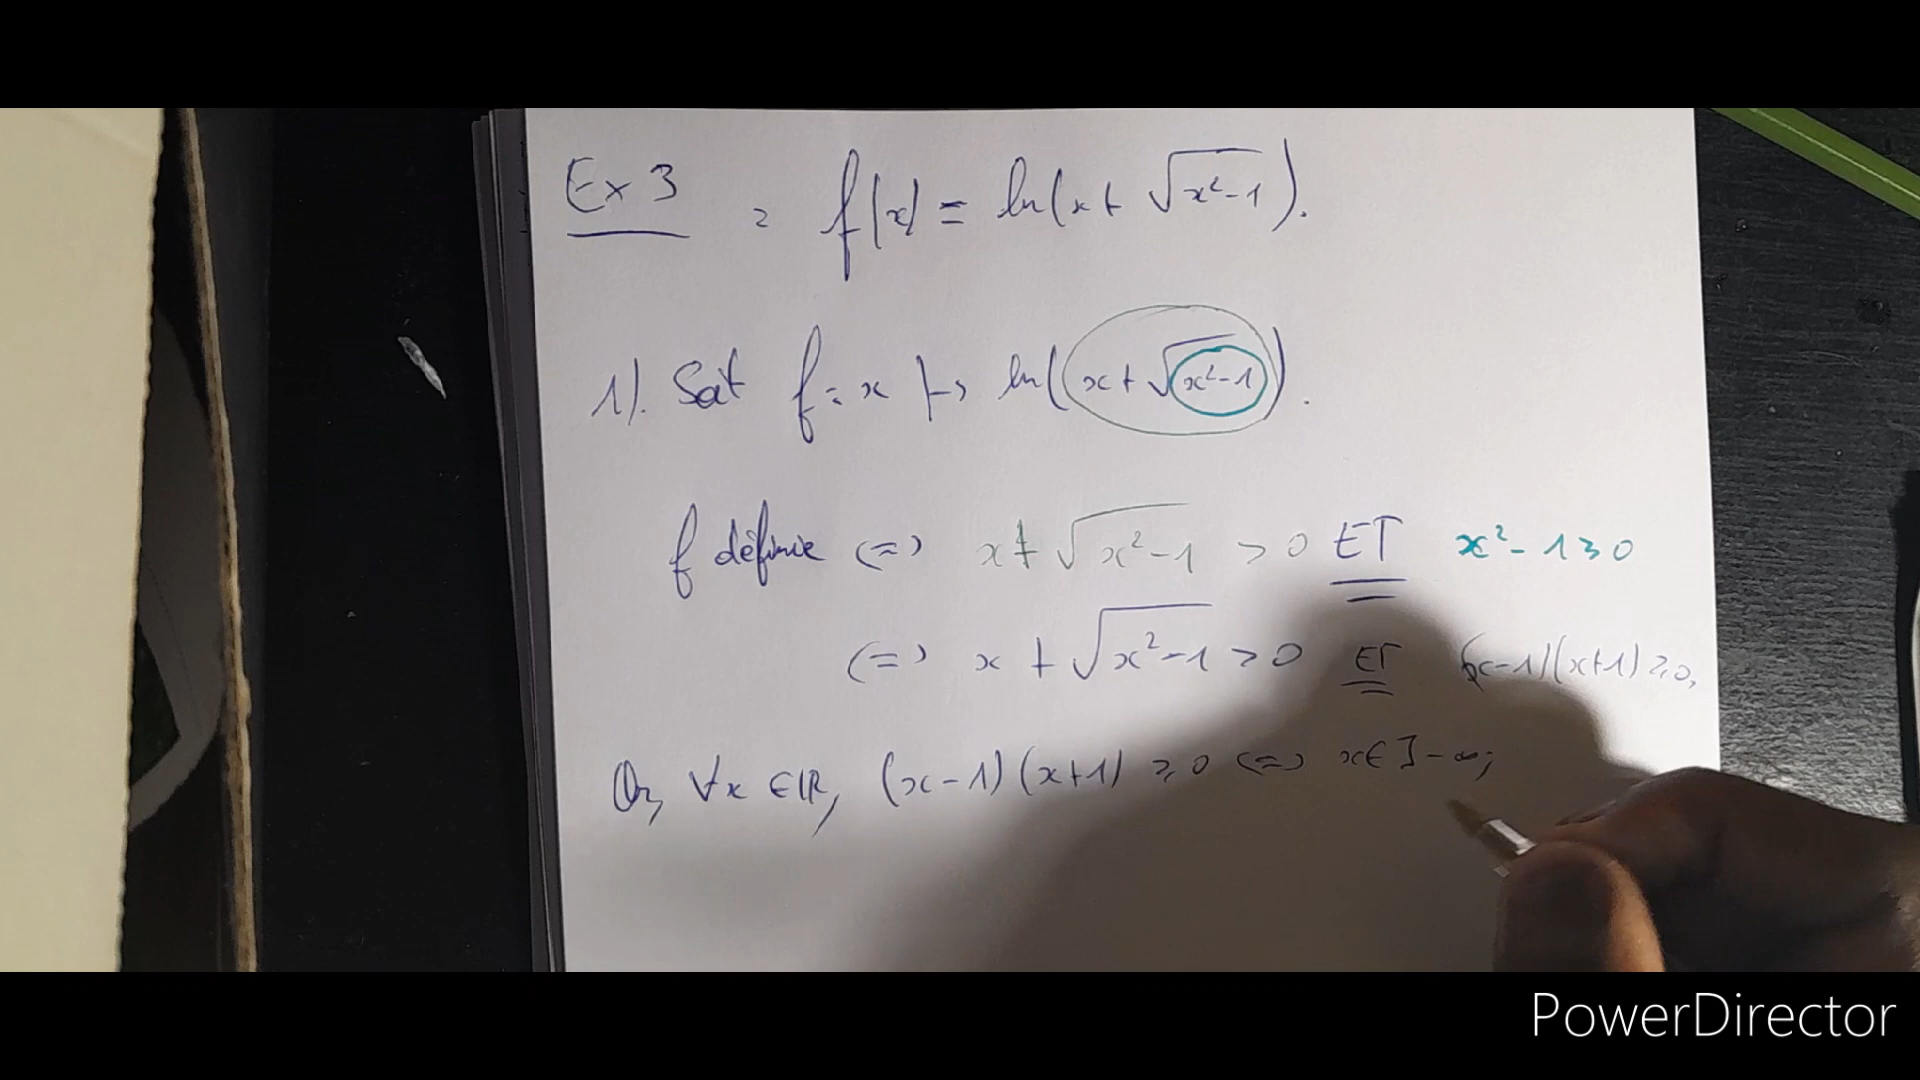 Ex 3 : f(x) = ln(x + √(x²-1)).
1). Soit f: x ↦ ln(x + √(x²-1)).
f définie (=) x + √(x²-1) > 0 ET x²-1 ≥ 0
(=) x + √(x²-1) > 0 ET (x-1)(x+1) ≥ 0,
Or, ∀x ∈ ℝ, (x-1)(x+1) ≥ 0 (=) x ∈ ]-∞;
PowerDirector